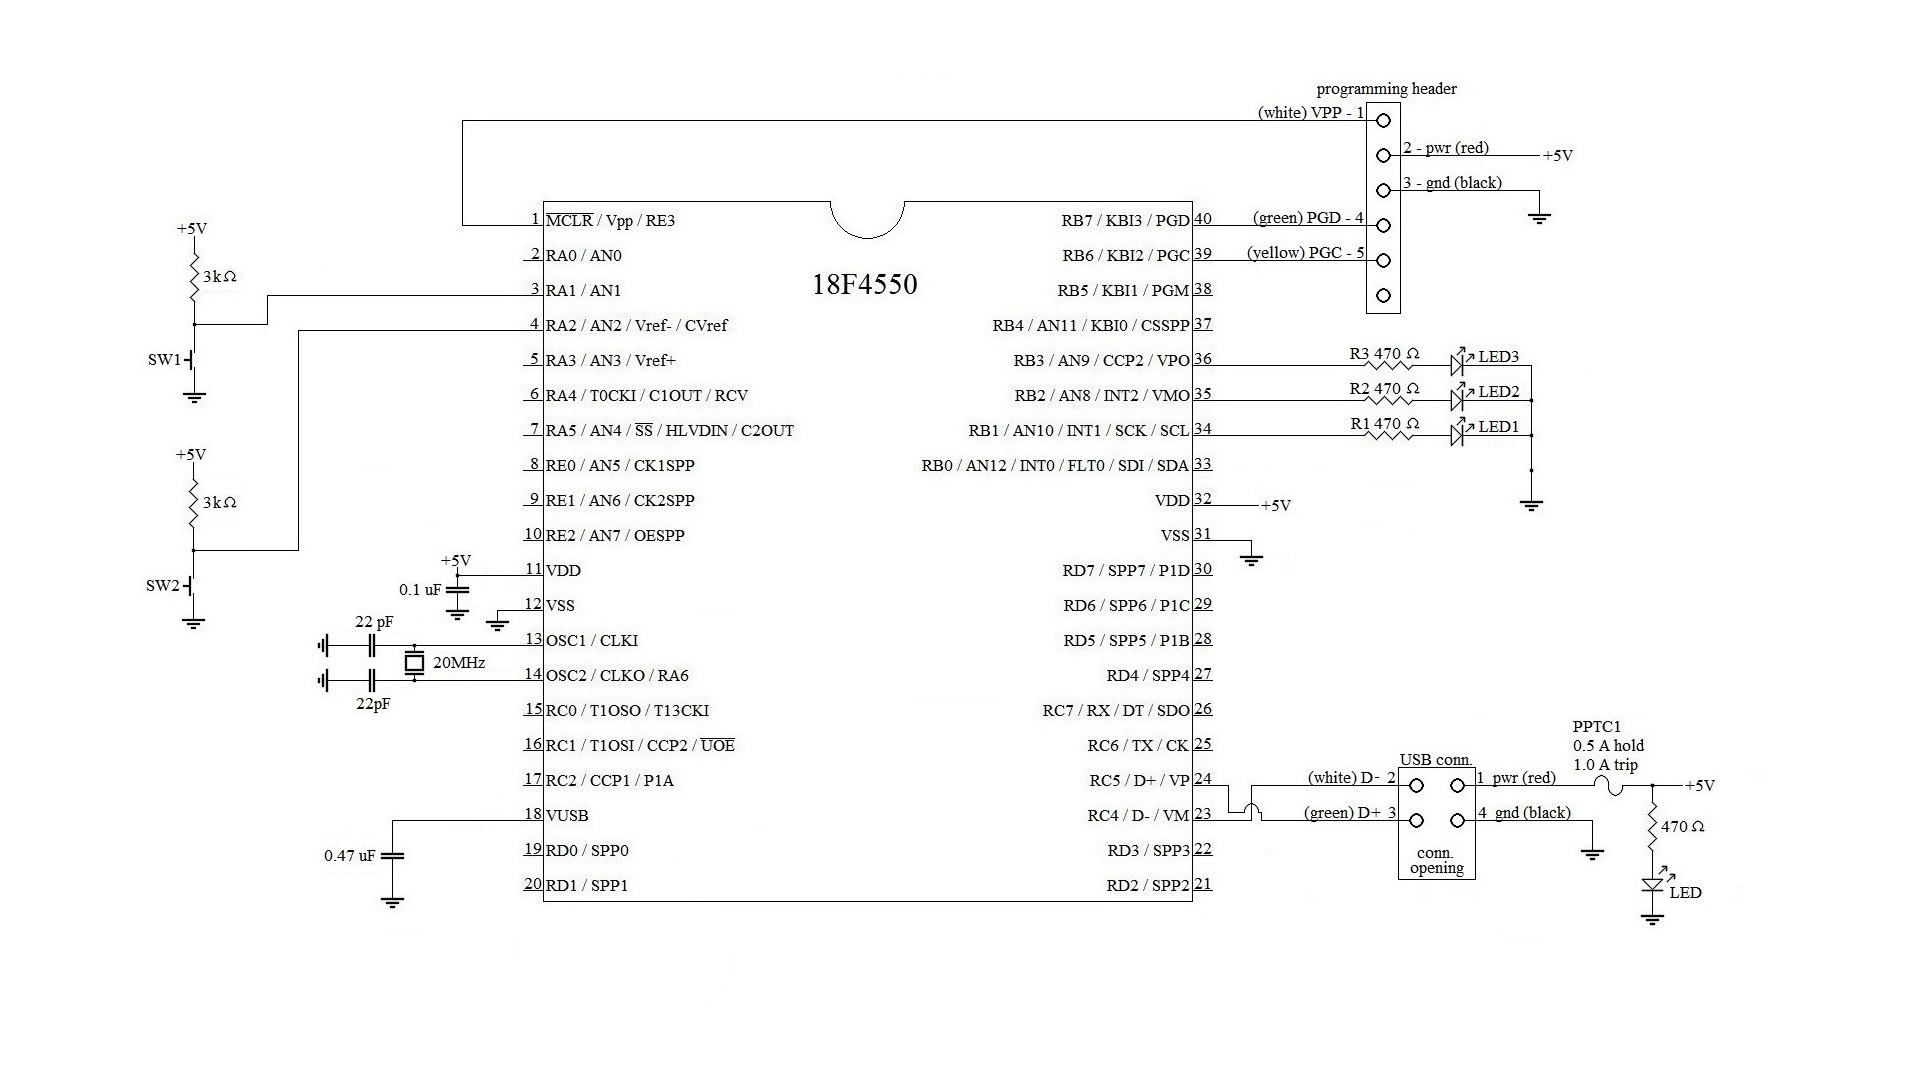 programming header
(white) VPP - 1
2 - pwr (red)
+5V
3 - gnd (black)
(green) PGD - 4
(yellow) PGC - 5
18F4550
1 MCLR / Vpp / RE3
2 RA0 / AN0
3 RA1 / AN1
4 RA2 / AN2 / Vref- / CVref
5 RA3 / AN3 / Vref+
6 RA4 / T0CKI / C1OUT / RCV
7 RA5 / AN4 / SS / HLVDIN / C2OUT
8 RE0 / AN5 / CK1SPP
9 RE1 / AN6 / CK2SPP
10 RE2 / AN7 / OESPP
11 VDD
12 VSS
13 OSC1 / CLKI
14 OSC2 / CLKO / RA6
15 RC0 / T1OSO / T13CKI
16 RC1 / T1OSI / CCP2 / UOE
17 RC2 / CCP1 / P1A
18 VUSB
19 RD0 / SPP0
20 RD1 / SPP1
RB7 / KBI3 / PGD 40
RB6 / KBI2 / PGC 39
RB5 / KBI1 / PGM 38
RB4 / AN11 / KBI0 / CSSPP 37
RB3 / AN9 / CCP2 / VPO 36
RB2 / AN8 / INT2 / VMO 35
RB1 / AN10 / INT1 / SCK / SCL 34
RB0 / AN12 / INT0 / FLT0 / SDI / SDA 33
VDD 32
VSS 31
RD7 / SPP7 / P1D 30
RD6 / SPP6 / P1C 29
RD5 / SPP5 / P1B 28
RD4 / SPP4 27
RC7 / RX / DT / SDO 26
RC6 / TX / CK 25
RC5 / D+ / VP 24
RC4 / D- / VM 23
RD3 / SPP3 22
RD2 / SPP2 21
+5V
3kΩ
SW1
+5V
3kΩ
SW2
+5V
0.1 uF
22 pF
20MHz
22pF
0.47 uF
R3 470 Ω LED3
R2 470 Ω LED2
R1 470 Ω LED1
+5V
PPTC1
0.5 A hold
1.0 A trip
USB conn.
(white) D- 2
1 pwr (red)
+5V
(green) D+ 3
4 gnd (black)
conn.
opening
470 Ω
LED